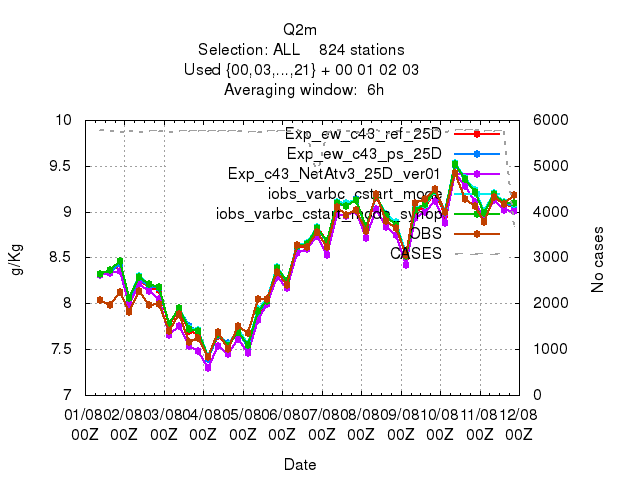 Q2m
Selection: ALL 824 stations
Used {00,03,...,21} + 00 01 02 03
Averaging window: 6h
10 6000
Exp_ew_c43_ref_25D
Exp_ew_c43_ps_25D
9.5 5000
Exp_c43_NetAtv3_25D_ver01
iobs_varbc_cstart_mode
9 4000
iobs_varbc_cstart_mode_synop
OBS
CASES
8.5 3000
g/Kg
No cases
8 2000
7.5 1000
7 0
01/08 02/08 03/08 04/08 05/08 06/08 07/08 08/08 09/08 10/08 11/08 12/08
00Z 00Z 00Z 00Z 00Z 00Z 00Z 00Z 00Z 00Z 00Z 00Z
Date